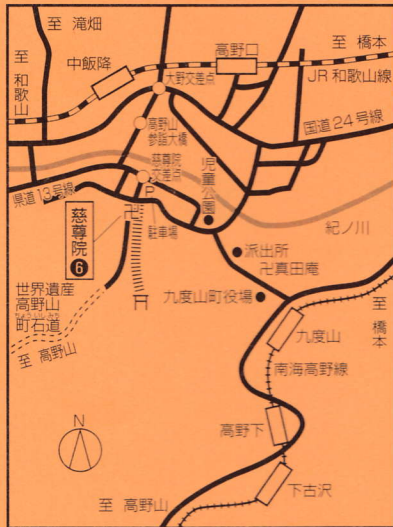 至 滝畑
至 和歌山
中飯降
大野交差点
高野口
至 橋本
JR和歌山線
国道24号線
高野山
参詣大橋
慈尊院
交差点
児童公園
県道13号線
P
駐車場
卍
慈尊院
❻
紀ノ川
派出所
卍真田庵
九度山町役場
世界遺産
高野山
町石道
至 高野山
九度山
至 橋本
南海高野線
高野下
N
至 高野山
下古沢